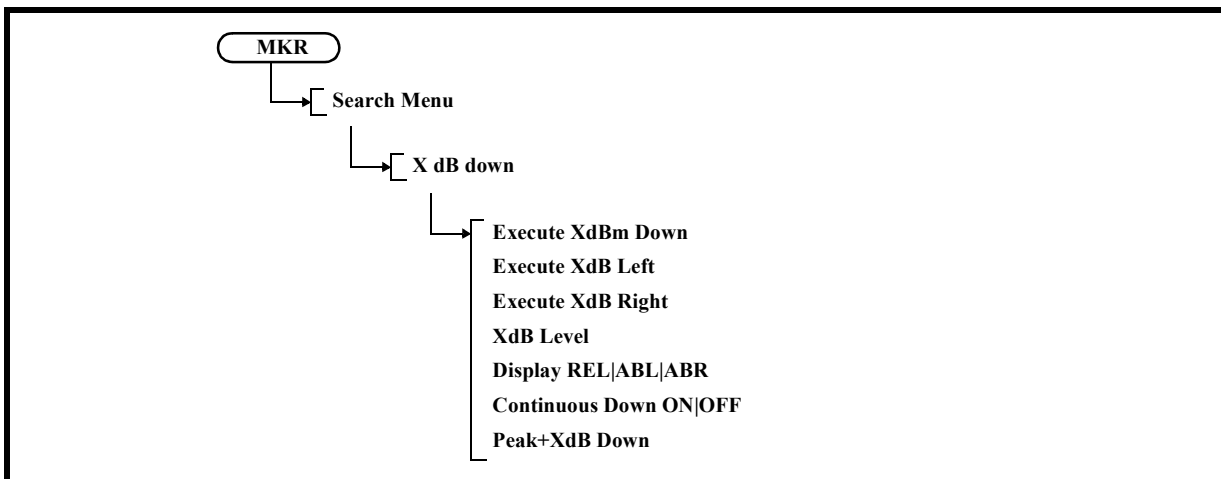 MKR
Search Menu
X dB down
Execute XdBm Down
Execute XdB Left
Execute XdB Right
XdB Level
Display REL|ABL|ABR
Continuous Down ON|OFF
Peak+XdB Down